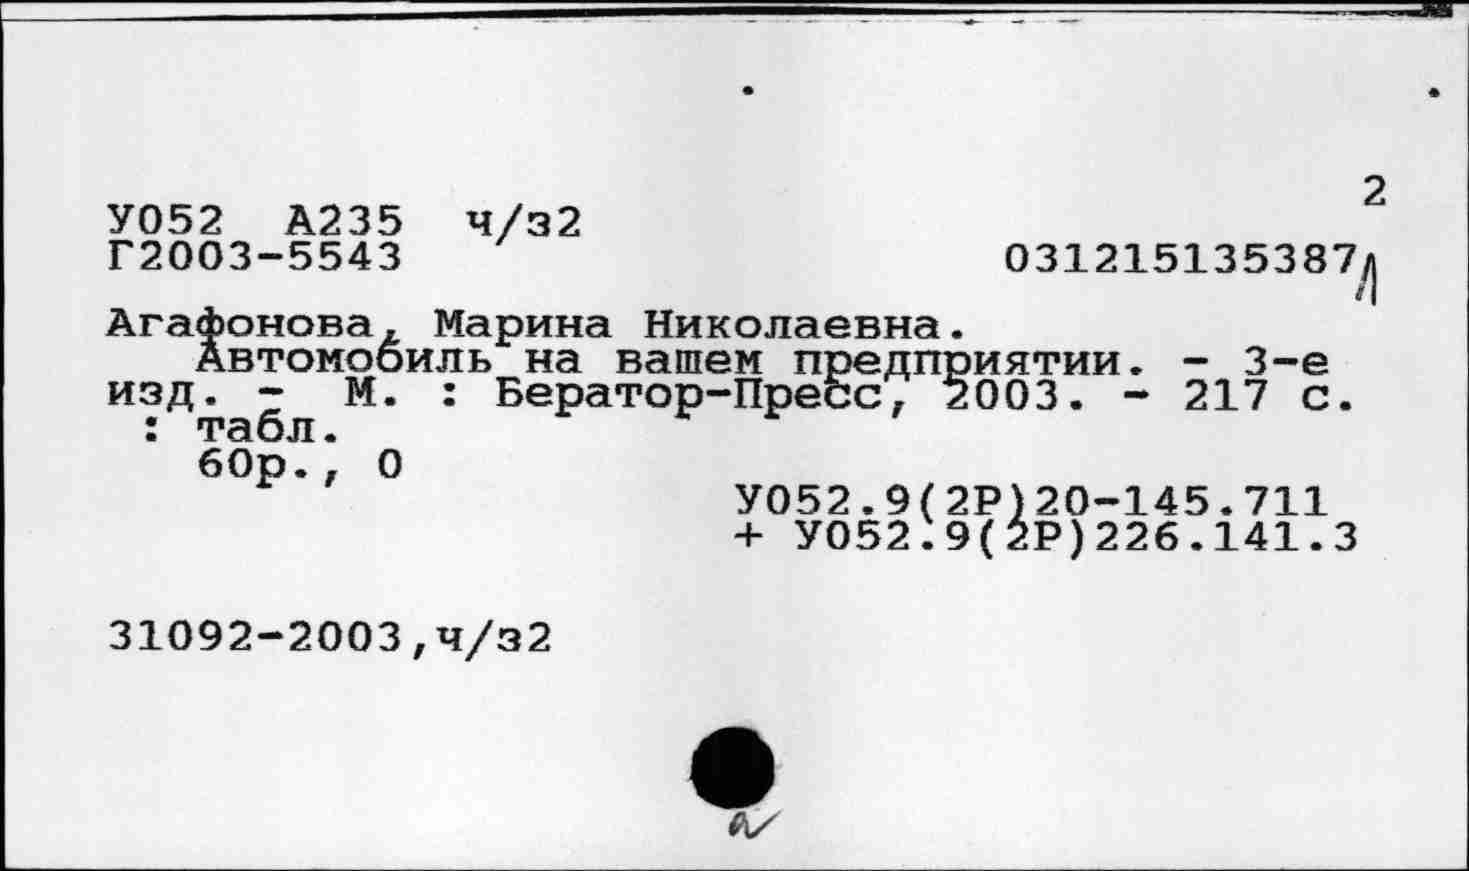 2
У052 А235 ч/з2
Г2003-5543 031215135387
Агафонова, Марина Николаевна.
Автомобиль на вашем предприятии. - 3-е
изд. - М. : Бератор-Пресс, 2003. - 217 с.
: табл.
60р., 0
У052.9(2Р)20-145.711
+ У052.9(2Р)226.141.3
31092-2003,ч/з2